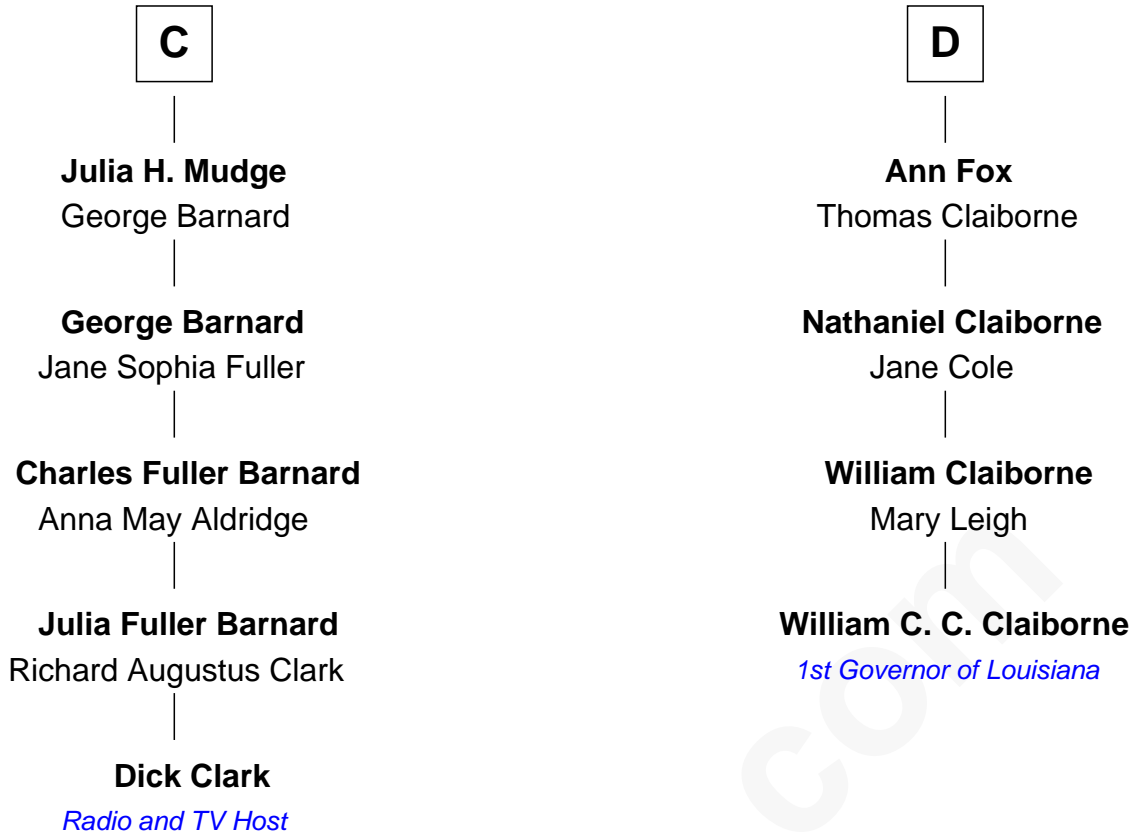 C
Julia H. Mudge
George Barnard
George Barnard
Jane Sophia Fuller
Charles Fuller Barnard
Anna May Aldridge
Julia Fuller Barnard
Richard Augustus Clark
Dick Clark
Radio and TV Host
D
Ann Fox
Thomas Claiborne
Nathaniel Claiborne
Jane Cole
William Claiborne
Mary Leigh
William C. C. Claiborne
1st Governor of Louisiana
com